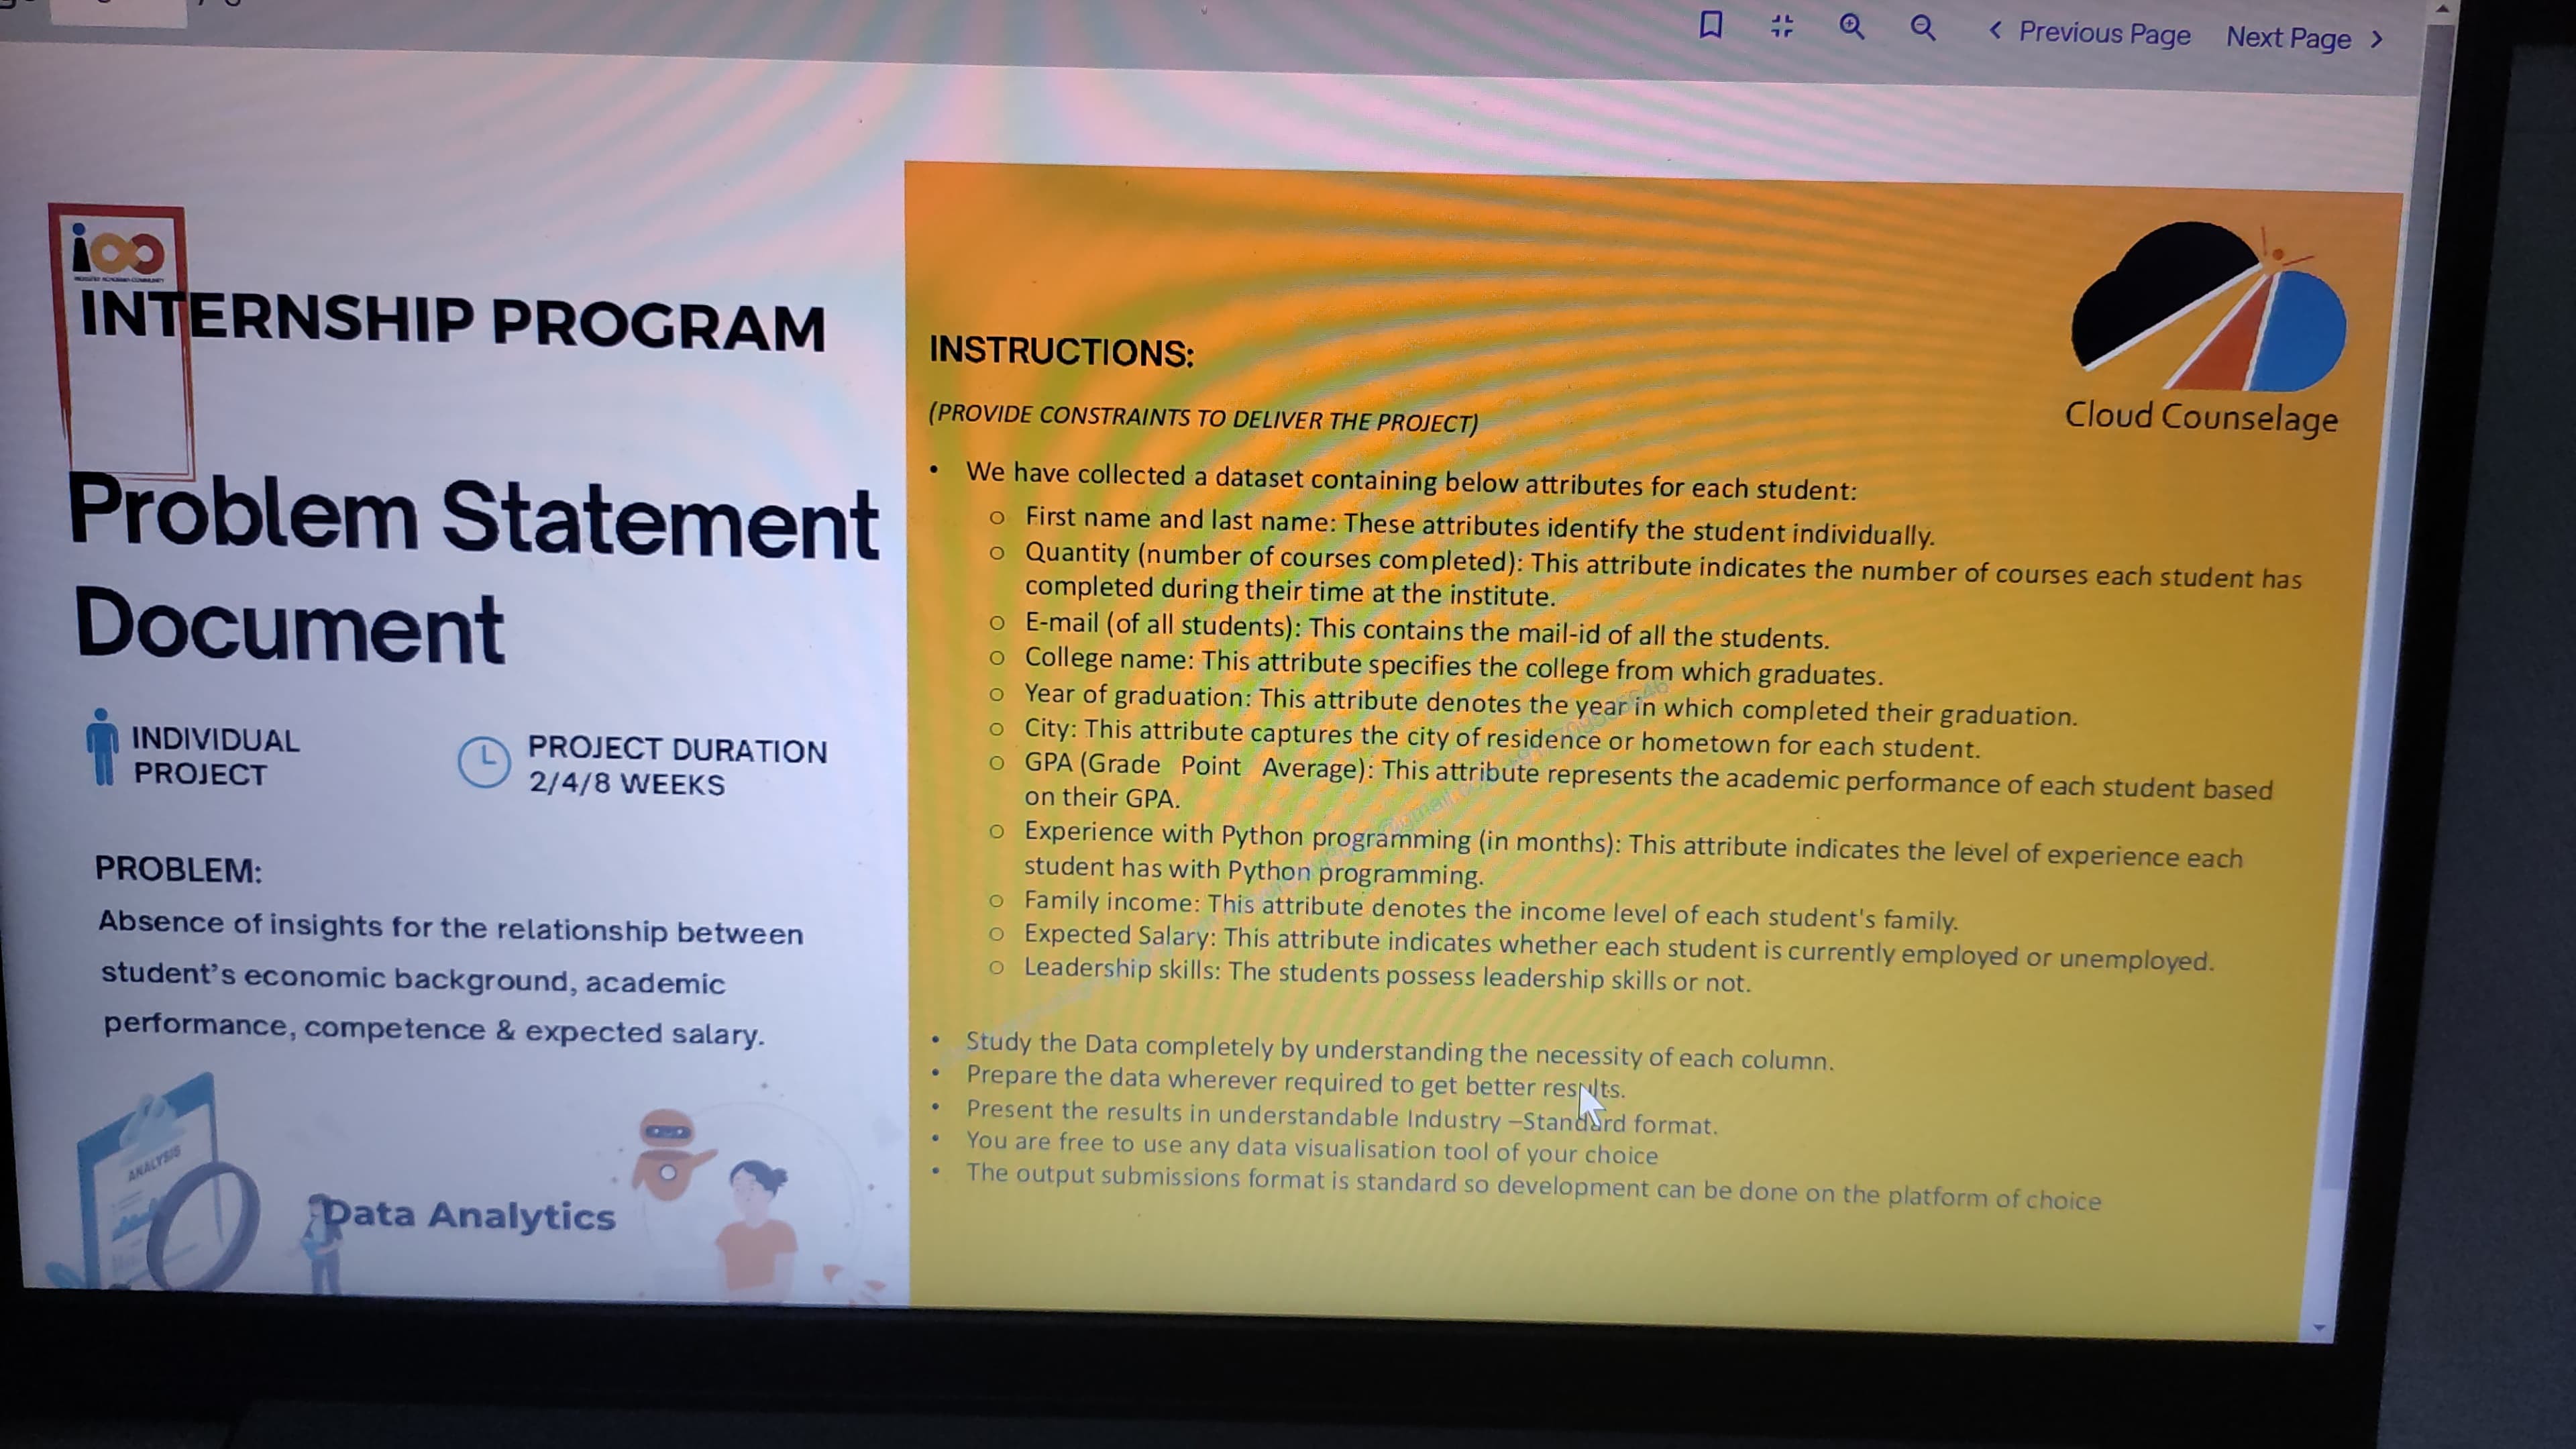 Previous Page
Next Page
INTERNSHIP PROGRAM
Problem Statement
Document
INDIVIDUAL
PROJECT
PROJECT DURATION
2/4/8 WEEKS
PROBLEM:
Absence of insights for the relationship between
student's economic background, academic
performance, competence & expected salary.
ANALYSIS
Data Analytics
Cloud Counselage
INSTRUCTIONS:
(PROVIDE CONSTRAINTS TO DELIVER THE PROJECT)
• We have collected a dataset containing below attributes for each student:
o First name and last name: These attributes identify the student individually.
o Quantity (number of courses completed): This attribute indicates the number of courses each student has
completed during their time at the institute.
o E-mail (of all students): This contains the mail-id of all the students.
o College name: This attribute specifies the college from which graduates.
o Year of graduation: This attribute denotes the year in which completed their graduation.
o City: This attribute captures the city of residence or hometown for each student.
o GPA (Grade Point Average): This attribute represents the academic performance of each student based
on their GPA.
o Experience with Python programming (in months): This attribute indicates the level of experience each
student has with Python programming.
o Family income: This attribute denotes the income level of each student's family.
o Expected Salary: This attribute indicates whether each student is currently employed or unemployed.
o Leadership skills: The students possess leadership skills or not.
• Study the Data completely by understanding the necessity of each column.
• Prepare the data wherever required to get better results.
• Present the results in understandable Industry –Standard format.
• You are free to use any data visualisation tool of your choice
• The output submissions format is standard so development can be done on the platform of choice